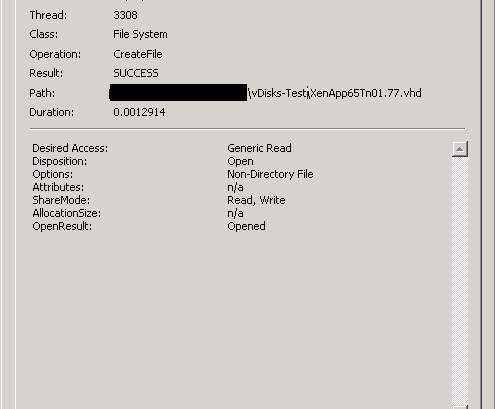 Thread: 3308
Class: File System
Operation: CreateFile
Result: SUCCESS
Path: \vDisks-Test\XenApp65Tn01.77.vhd
Duration: 0.0012914
Desired Access: Generic Read
Disposition: Open
Options: Non-Directory File
Attributes: n/a
ShareMode: Read, Write
AllocationSize: n/a
OpenResult: Opened